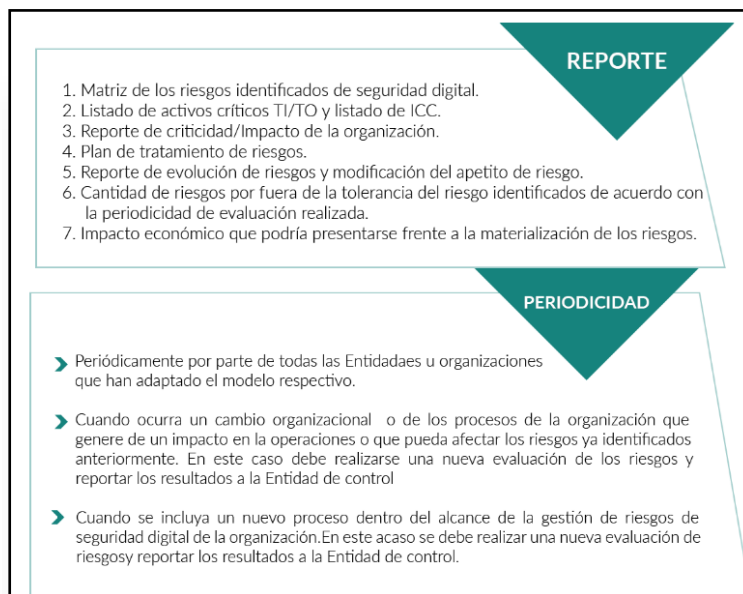 REPORTE
1. Matriz de los riesgos identificados de seguridad digital.
2. Listado de activos críticos TI/TO y listado de ICC.
3. Reporte de criticidad/Impacto de la organización.
4. Plan de tratamiento de riesgos.
5. Reporte de evolución de riesgos y modificación del apetito de riesgo.
6. Cantidad de riesgos por fuera de la tolerancia del riesgo identificados de acuerdo con
la periodicidad de evaluación realizada.
7. Impacto económico que podría presentarse frente a la materialización de los riesgos.
PERIODICIDAD
Periódicamente por parte de todas las Entidadaes u organizaciones
que han adaptado el modelo respectivo.
Cuando ocurra un cambio organizacional o de los procesos de la organización que
genere de un impacto en la operaciones o que pueda afectar los riesgos ya identificados
anteriormente. En este caso debe realizarse una nueva evaluación de los riesgos y
reportar los resultados a la Entidad de control
Cuando se incluya un nuevo proceso dentro del alcance de la gestión de riesgos de
seguridad digital de la organización.En este acaso se debe realizar una nueva evaluación de
riesgosy reportar los resultados a la Entidad de control.